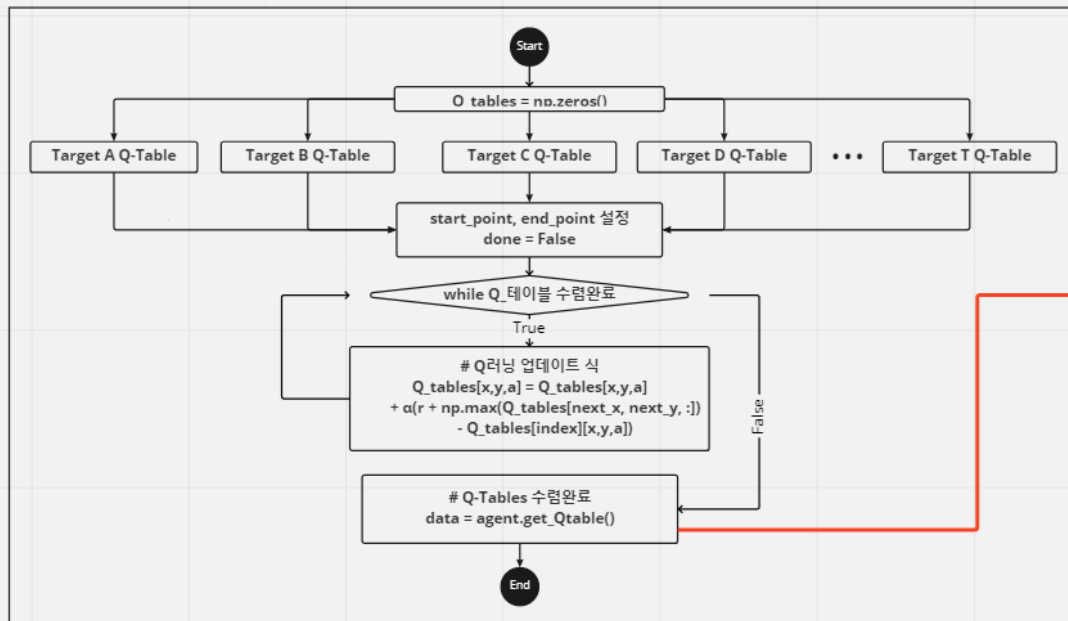 Start
Q_tables = np.zeros()
Target A Q-Table
Target B Q-Table
Target C Q-Table
Target D Q-Table
•••
Target T Q-Table
start_point, end_point 설정
done = False
while Q_테이블 수렴완료
True
# Q러닝 업데이트 식
Q_tables[x,y,a] = Q_tables[x,y,a]
+ α(r + np.max(Q_tables[next_x, next_y, :])
- Q_tables[index][x,y,a])
False
# Q-Tables 수렴완료
data = agent.get_Qtable()
End